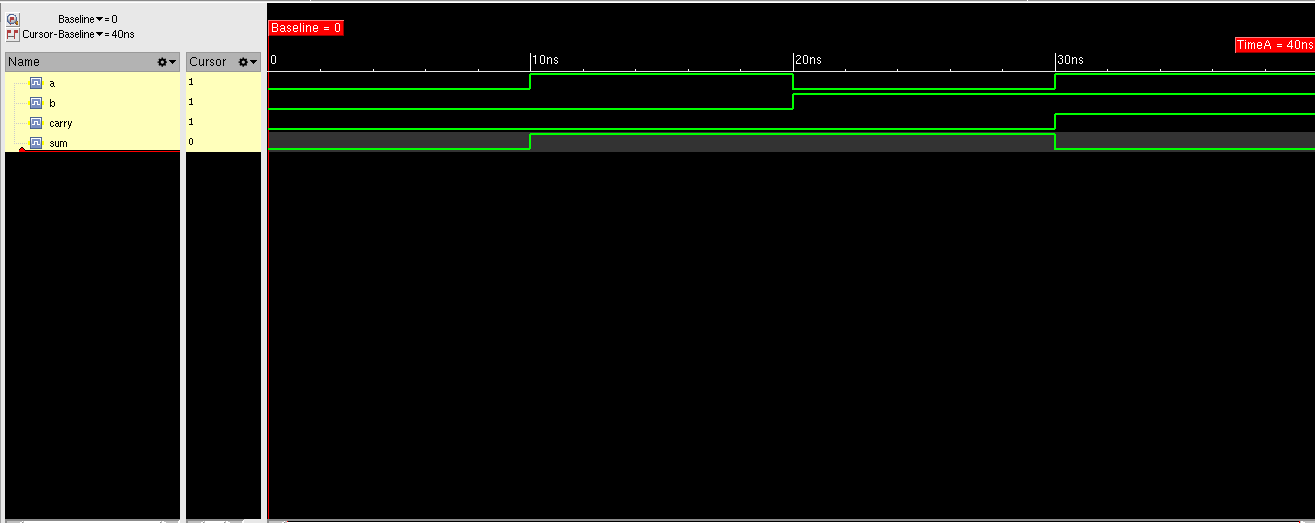 Baseline▼= 0
Cursor-Baseline▼= 40ns
Baseline = 0
TimeA = 40ns
Name
Cursor
0
10ns
20ns
30ns
a
1
b
1
carry
1
sum
0